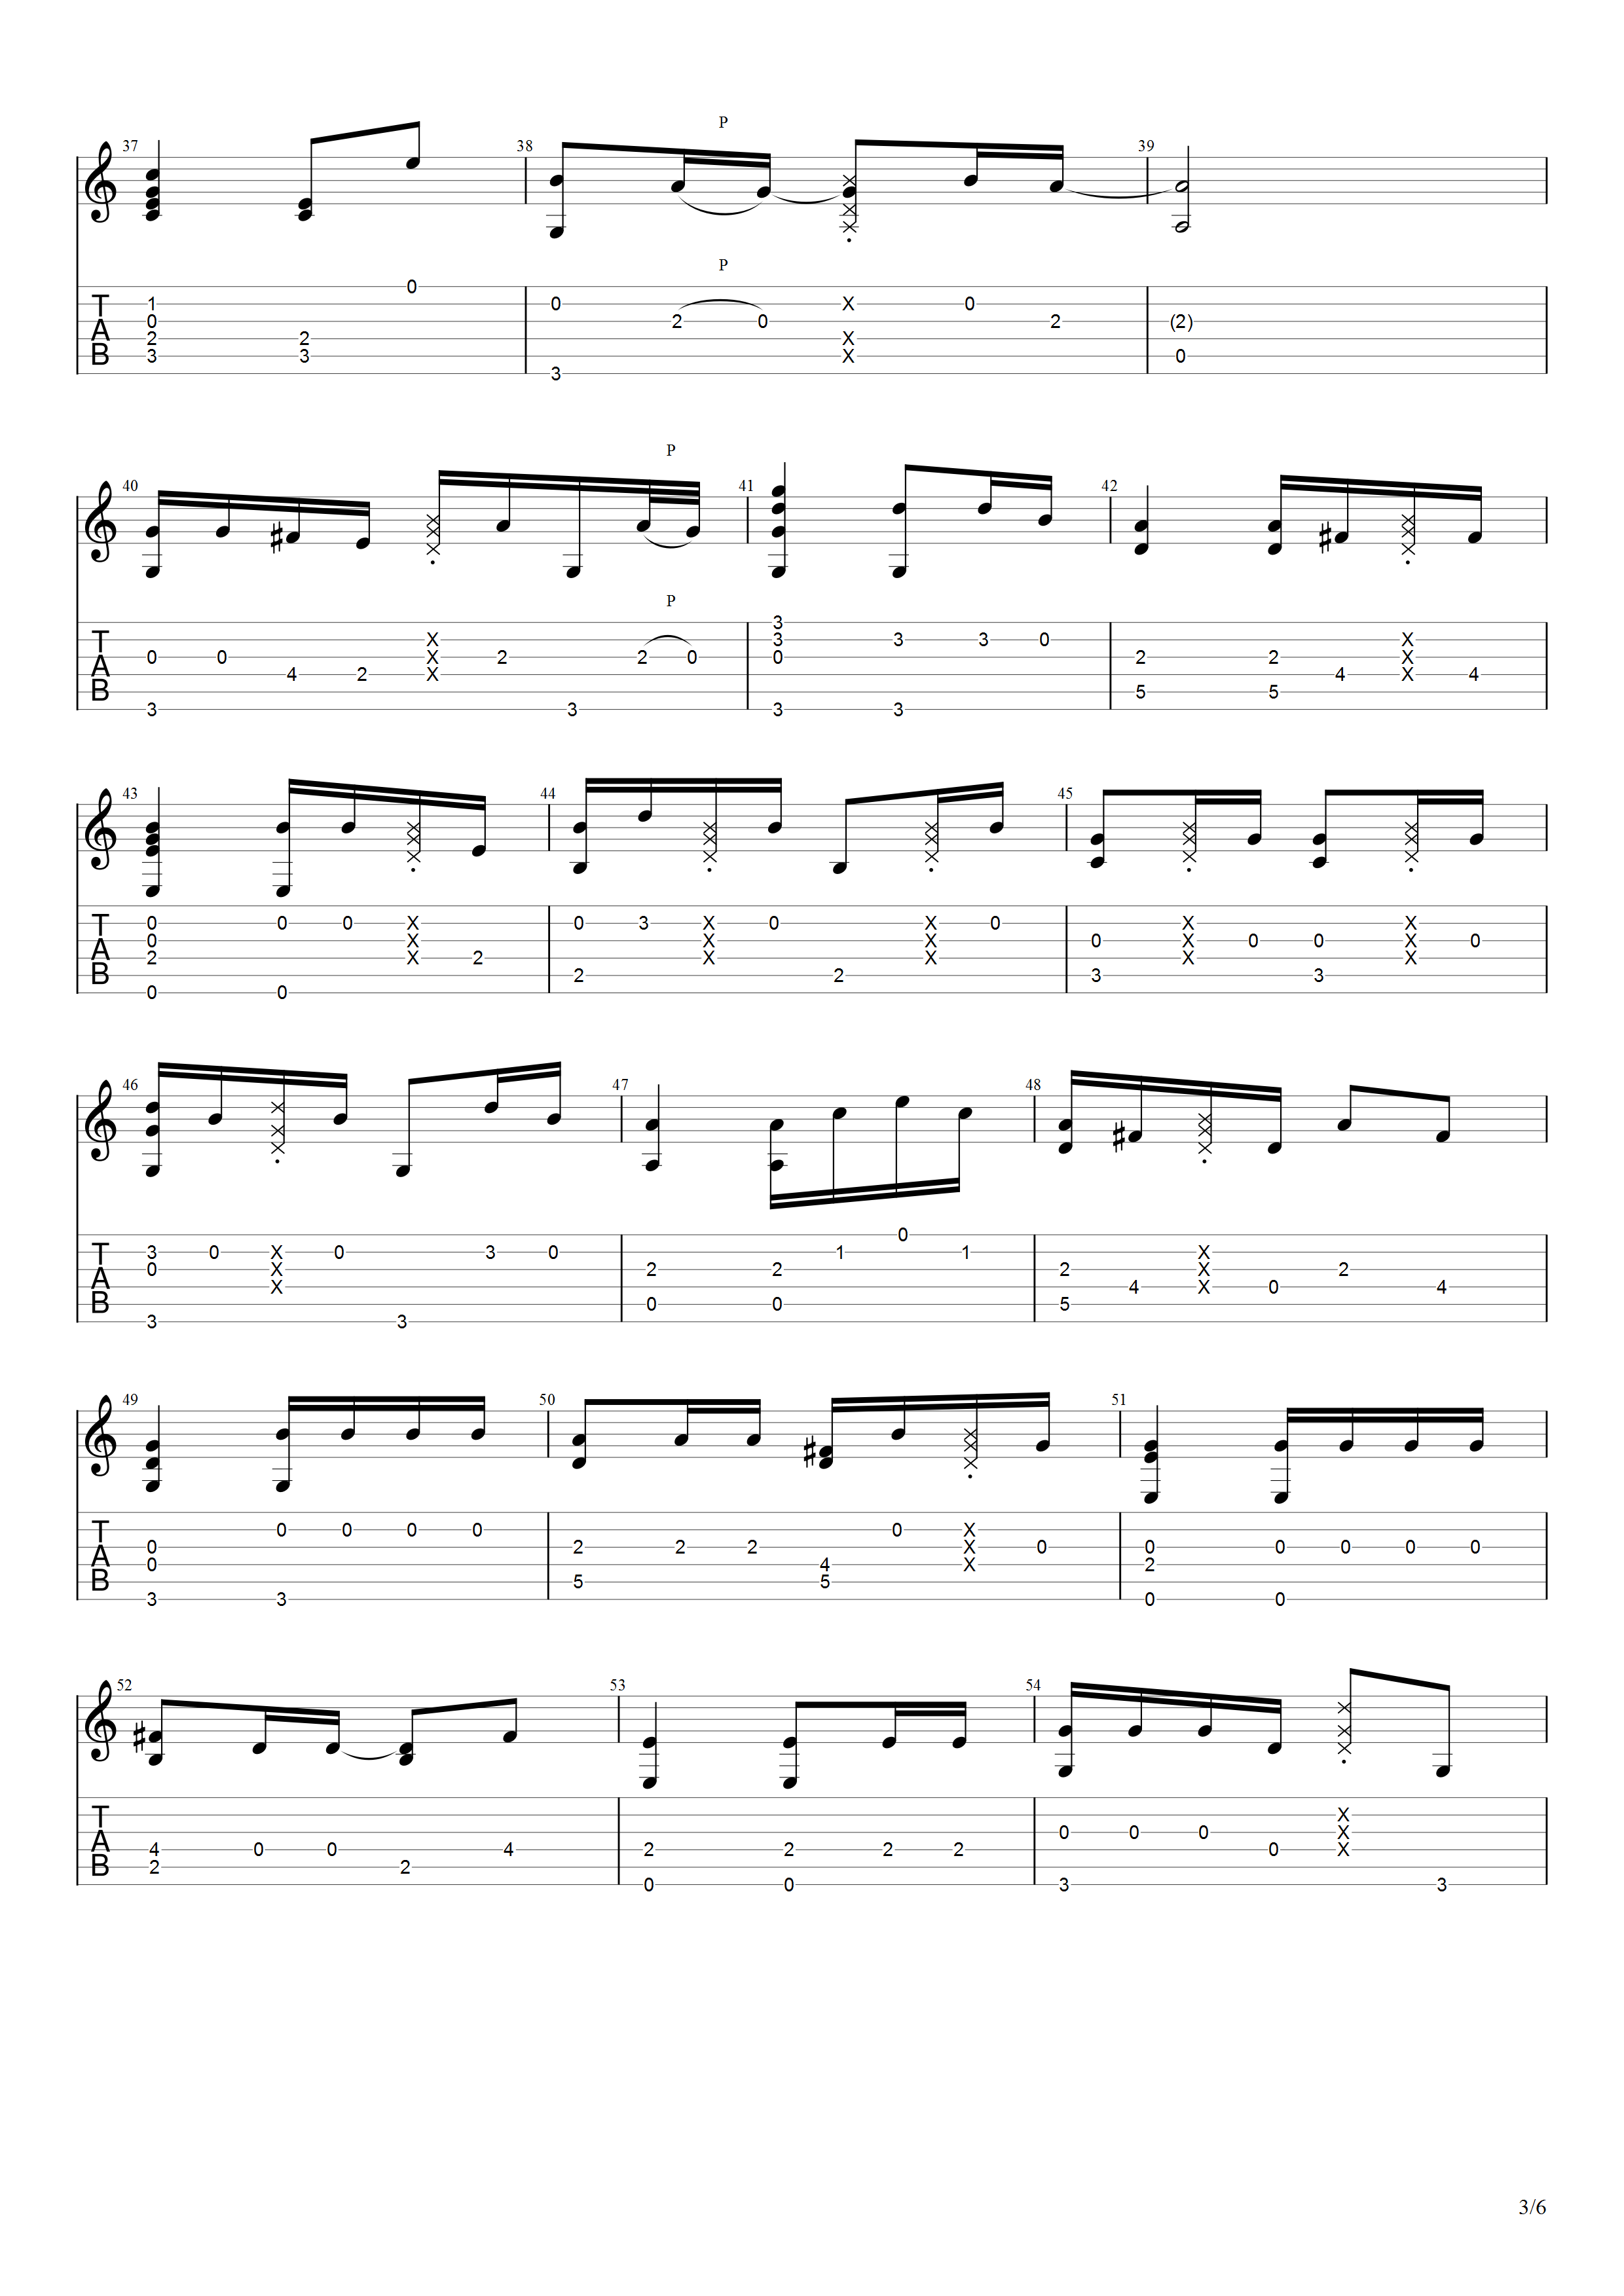 37 38 P 39
P
T A B
1 0 2 3 2 3 0 0 3 2 0 X X X 0 2 (2) 0
40 P 41 42
P
T A B
0 3 0 4 2 X X X 2 3 2 0 3 3 0 3 3 3 3 0 2 5 2 5 4 X X X 4
43 44 45
T A B
0 0 2 0 0 0 0 X X X 2 0 2 3 X X X 0 2 X X X 0 0 3 X X X 0 0 3 X X X 0
46 47 48
T A B
3 0 3 0 X X X 0 3 3 0 2 0 2 0 1 0 1 2 5 4 X X X 0 2 4
49 50 51
T A B
0 0 3 0 3 0 0 0 2 5 2 2 4 5 0 X X X 0 0 2 0 0 0 0 0 0
52 53 54
T A B
4 2 0 0 2 4 2 0 2 0 2 2 0 3 0 0 0 X X X 3
3/6